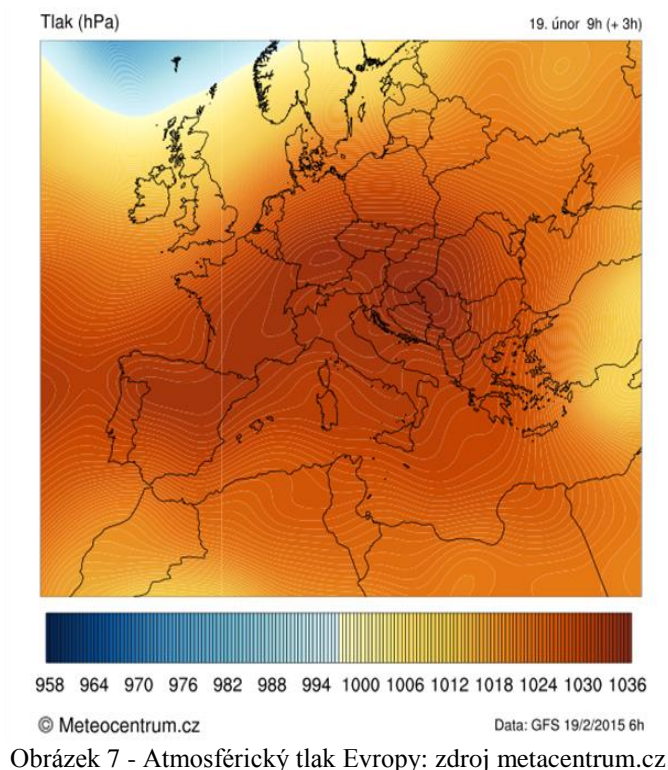 Tlak (hPa)
19. únor 9h (+ 3h)
958 964 970 976 982 988 994 1000 1006 1012 1018 1024 1030 1036
© Meteocentrum.cz
Data: GFS 19/2/2015 6h
Obrázek 7 - Atmosférický tlak Evropy: zdroj metacentrum.cz